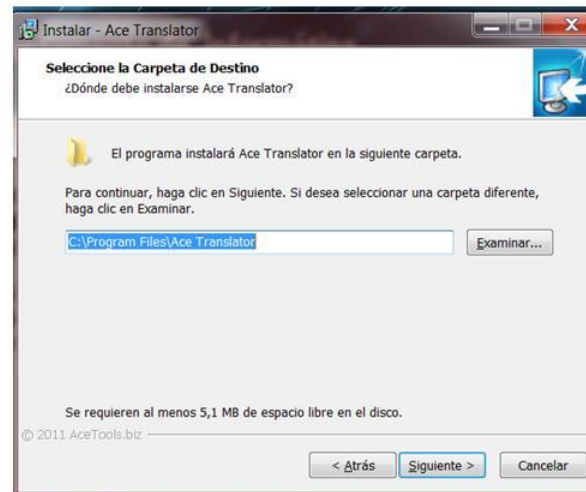 Instalar - Ace Translator
Seleccione la Carpeta de Destino
¿Dónde debe instalarse Ace Translator?
El programa instalará Ace Translator en la siguiente carpeta.
Para continuar, haga clic en Siguiente. Si desea seleccionar una carpeta diferente,
haga clic en Examinar.
C:\Program Files\Ace Translator
Examinar...
Se requieren al menos 5,1 MB de espacio libre en el disco.
© 2011 AceTools.biz
< Atrás Siguiente > Cancelar